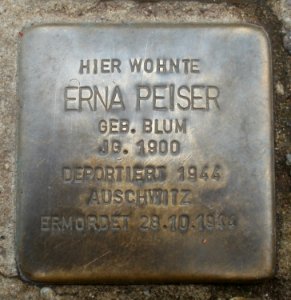 HIER WOHNTE
ERNA PEISER
GEB. BLUM
JG. 1900
DEPORTIERT 1944
AUSCHWITZ
ERMORDET 28.10.1944